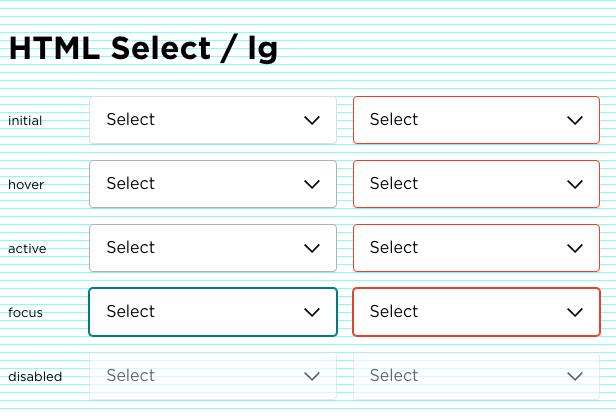 HTML Select / lg
initial Select Select
hover Select Select
active Select Select
focus Select Select
disabled Select Select